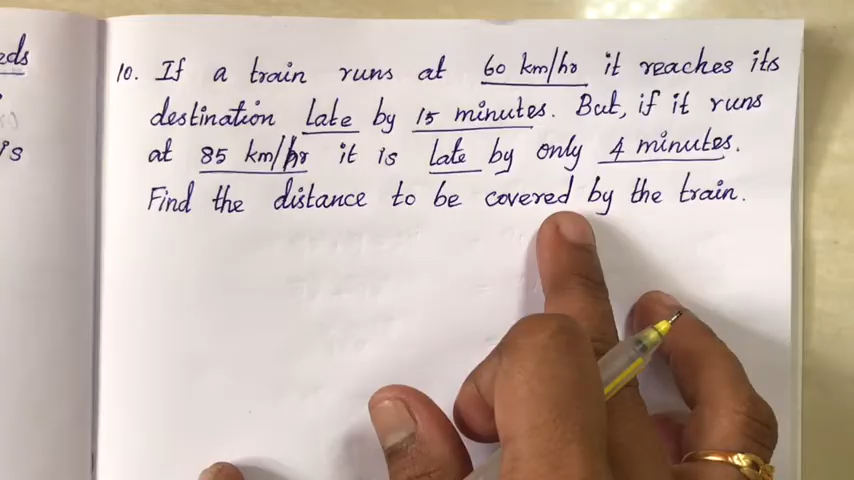 eds
is
10. If a train runs at 60 km/hr it reaches its
destination late by 15 minutes. But, if it runs
at 85 km/hr it is late by only 4 minutes.
Find the distance to be covered by the train.